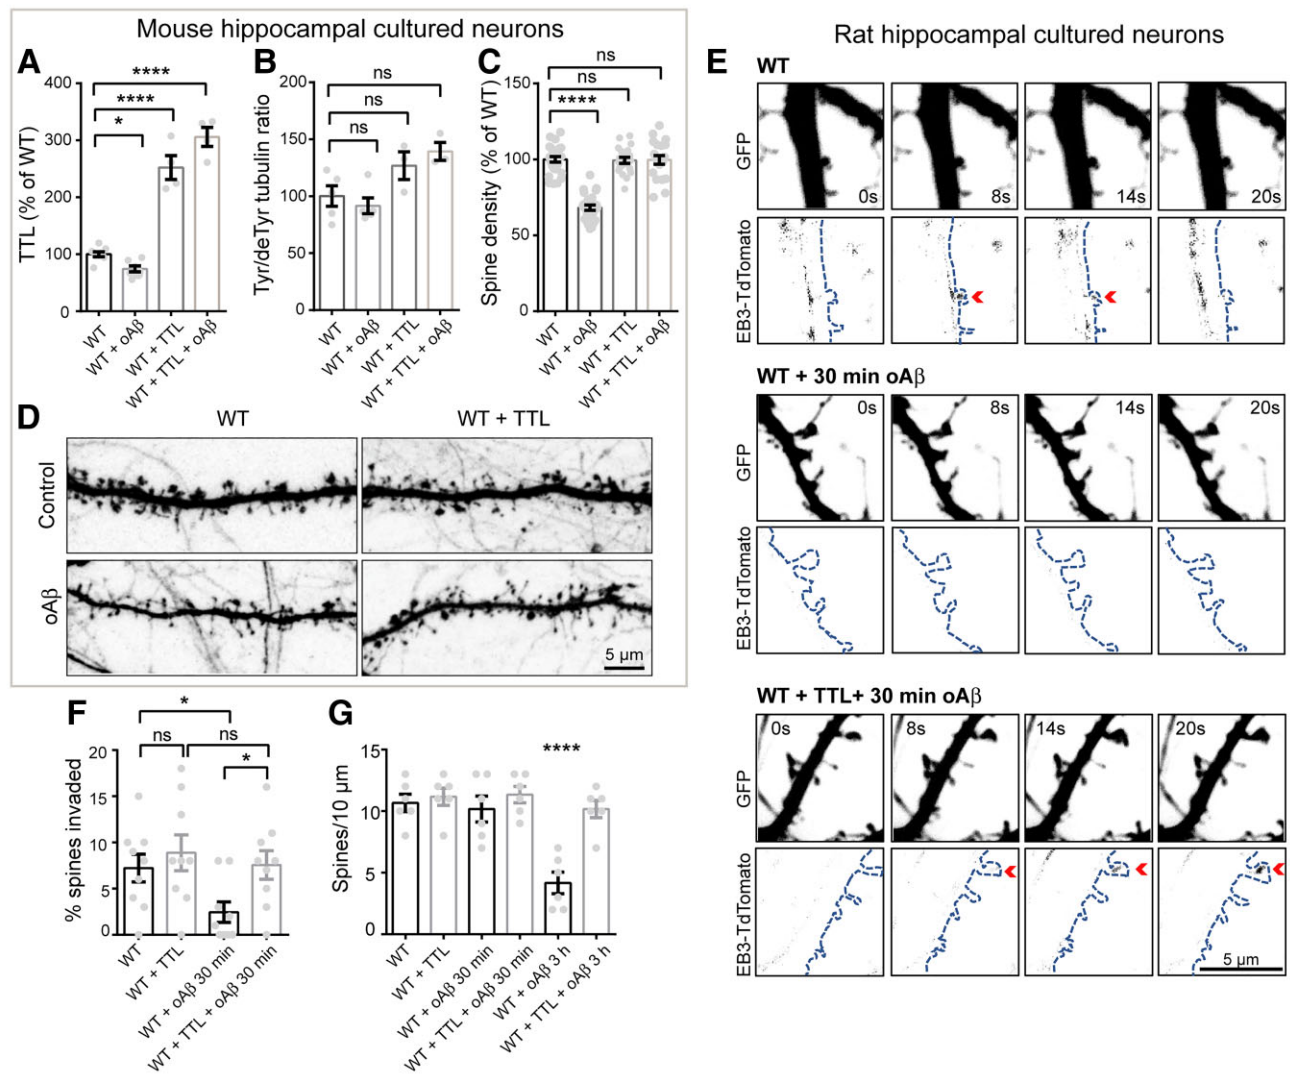 Mouse hippocampal cultured neurons
A
TTL (% of WT)
400
300
200
100
0
****
****
*
WT
WT + oAβ
WT + TTL
WT + TTL + oAβ
B
Tyr/deTyr tubulin ratio
200
150
100
50
0
ns
ns
ns
WT
WT + oAβ
WT + TTL
WT + TTL + oAβ
C
Spine density (% of WT)
150
100
50
0
ns
ns
****
WT
WT + oAβ
WT + TTL
WT + TTL + oAβ
D
WT
WT + TTL
Control
oAβ
5 µm
Rat hippocampal cultured neurons
E
WT
GFP
0s
8s
14s
20s
EB3-TdTomato
WT + 30 min oAβ
GFP
0s
8s
14s
20s
EB3-TdTomato
WT + TTL+ 30 min oAβ
GFP
0s
8s
14s
20s
EB3-TdTomato
5 µm
F
% spines invaded
20
15
10
5
0
*
ns
ns
*
WT
WT + TTL
WT + oAβ 30 min
WT + TTL + oAβ 30 min
G
Spines/10 µm
15
10
5
0
****
WT
WT + TTL
WT + oAβ 30 min
WT + TTL + oAβ 30 min
WT + oAβ 3 h
WT + TTL + oAβ 3 h